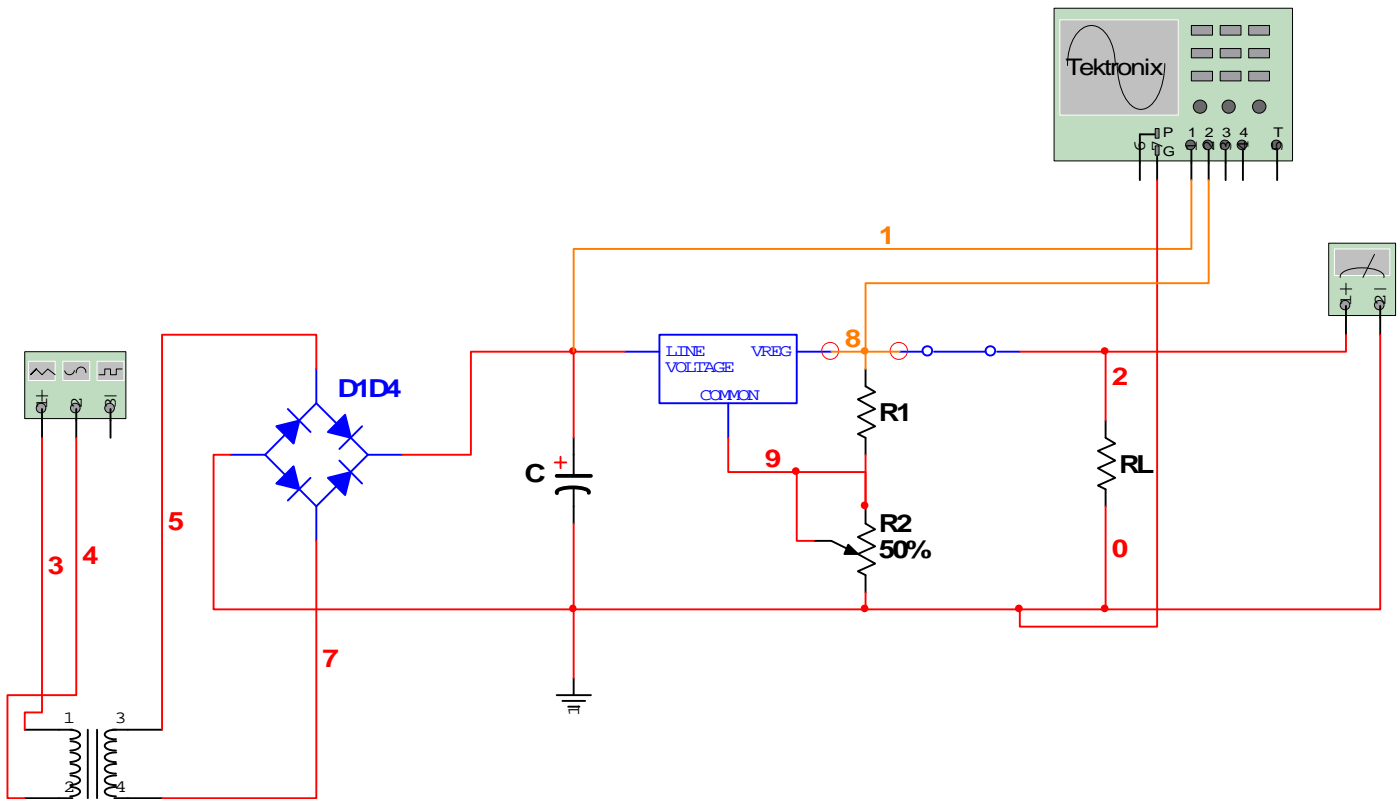 Tektronix
P
G
1 2 3 4 T
1
8
LINE VREG
VOLTAGE
COMMON
D1D4
R1
2
9
C
+
RL
R2
50%
5
3
4
0
7
1 3
2 4